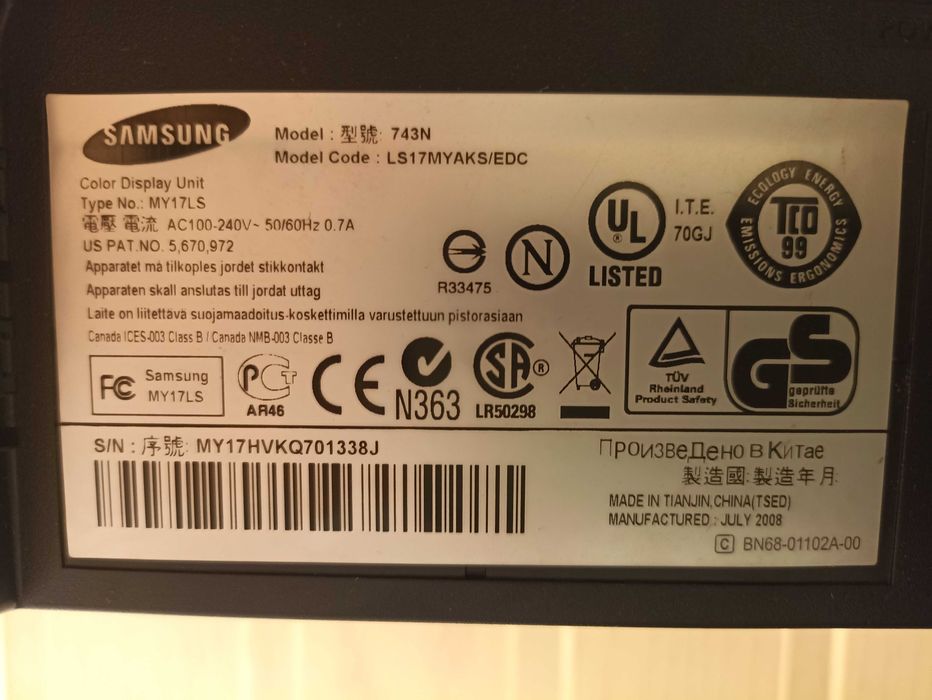 SAMSUNG
Model : 型號: 743N
Model Code : LS17MYAKS/EDC
Color Display Unit
Type No.: MY17LS
電壓 電流 AC100-240V~ 50/60Hz 0.7A
US PAT.NO. 5,670,972
Apparatet må tilkoples jordet stikkontakt
Apparaten skall anslutas till jordat uttag
Laite on liitettävä suojamaadoitus-koskettimilla varustettuun pistorasiaan
Canada ICES-003 Class B / Canada NMB-003 Classe B
R33475
N
UL ®
LISTED
I.T.E.
70GJ
ECOLOGY ENERGY
TCO
99
EMISSIONS ERGONOMICS
FC Samsung
MY17LS
PCT
AR46
CE
N363
SA ®
LR50298
TÜV
Rheinland
Product Safety
GS
geprüfte
Sicherheit
S/N : 序號: MY17HVKQ701338J
Произведено в Китае
製造國: 製造年月:
MADE IN TIANJIN,CHINA(TSED)
MANUFACTURED : JULY 2008
C BN68-01102A-00